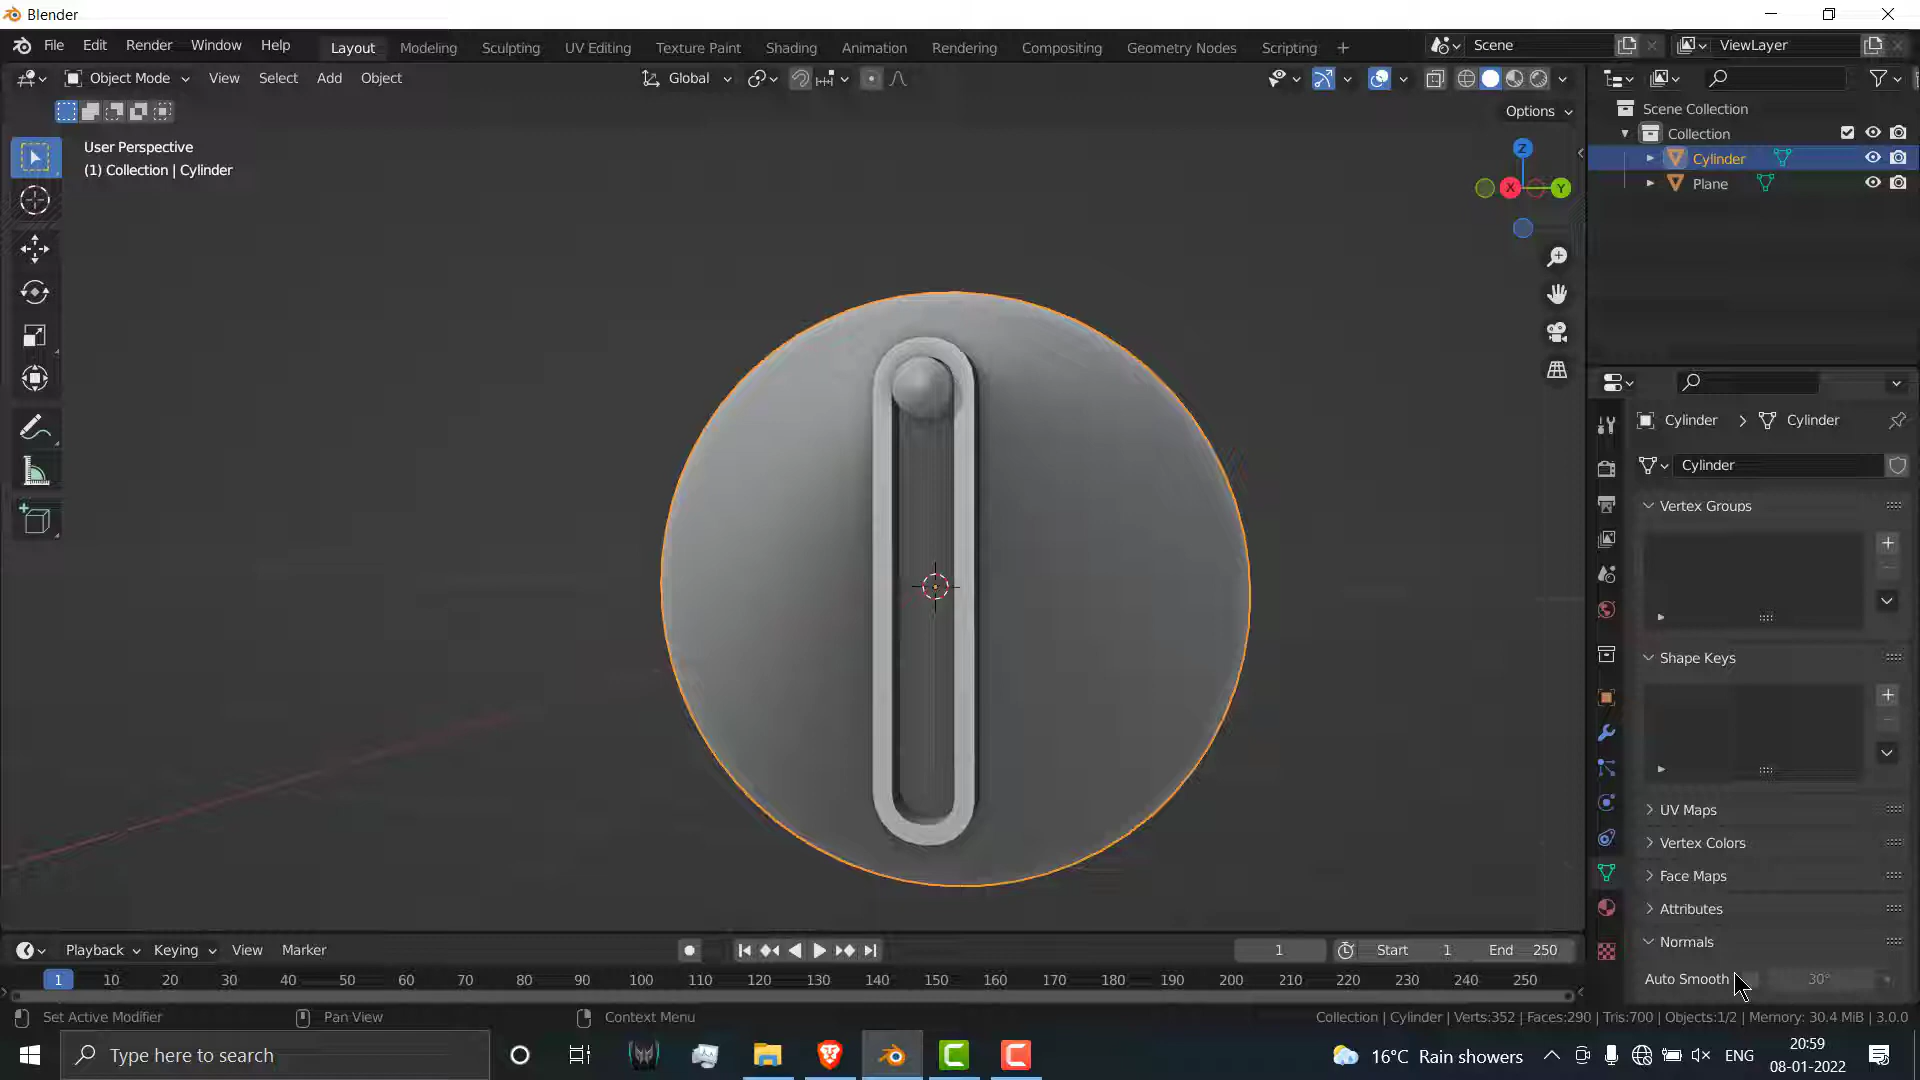 Blender
File Edit Render Window Help Layout Modeling Sculpting UV Editing Texture Paint Shading Animation Rendering Compositing Geometry Nodes Scripting + Scene ViewLayer
Object Mode View Select Add Object Global
Options
User Perspective
(1) Collection | Cylinder
Z
X
Y
Scene Collection
Collection
Cylinder
Plane
Cylinder > Cylinder
Cylinder
Vertex Groups
Shape Keys
UV Maps
Vertex Colors
Face Maps
Attributes
Normals
Auto Smooth 30°
Playback Keying View Marker 1 Start 1 End 250
1 10 20 30 40 50 60 70 80 90 100 110 120 130 140 150 160 170 180 190 200 210 220 230 240 250
Set Active Modifier Pan View Context Menu Collection | Cylinder | Verts:352 | Faces:290 | Tris:700 | Objects:1/2 | Memory: 30.4 MiB | 3.0.0
Type here to search
16°C Rain showers ENG
20:59
08-01-2022